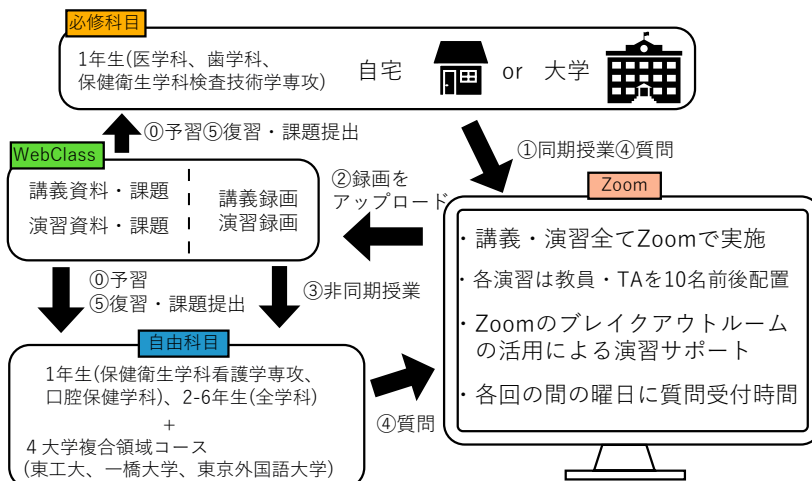 必修科目
1年生(医学科、歯学科、
保健衛生学科検査技術学専攻)
自宅
or
大学
⓪予習⑤復習・課題提出
①同期授業④質問
WebClass
講義資料・課題
演習資料・課題
講義録画
演習録画
②録画を
アップロード
Zoom
・講義・演習全てZoomで実施
・各演習は教員・TAを10名前後配置
・Zoomのブレイクアウトルーム
の活用による演習サポート
・各回の間の曜日に質問受付時間
⓪予習
⑤復習・課題提出
③非同期授業
自由科目
1年生(保健衛生学科看護学専攻、
口腔保健学科)、2-6年生(全学科)
+
4大学複合領域コース
(東工大、一橋大学、東京外国語大学)
④質問